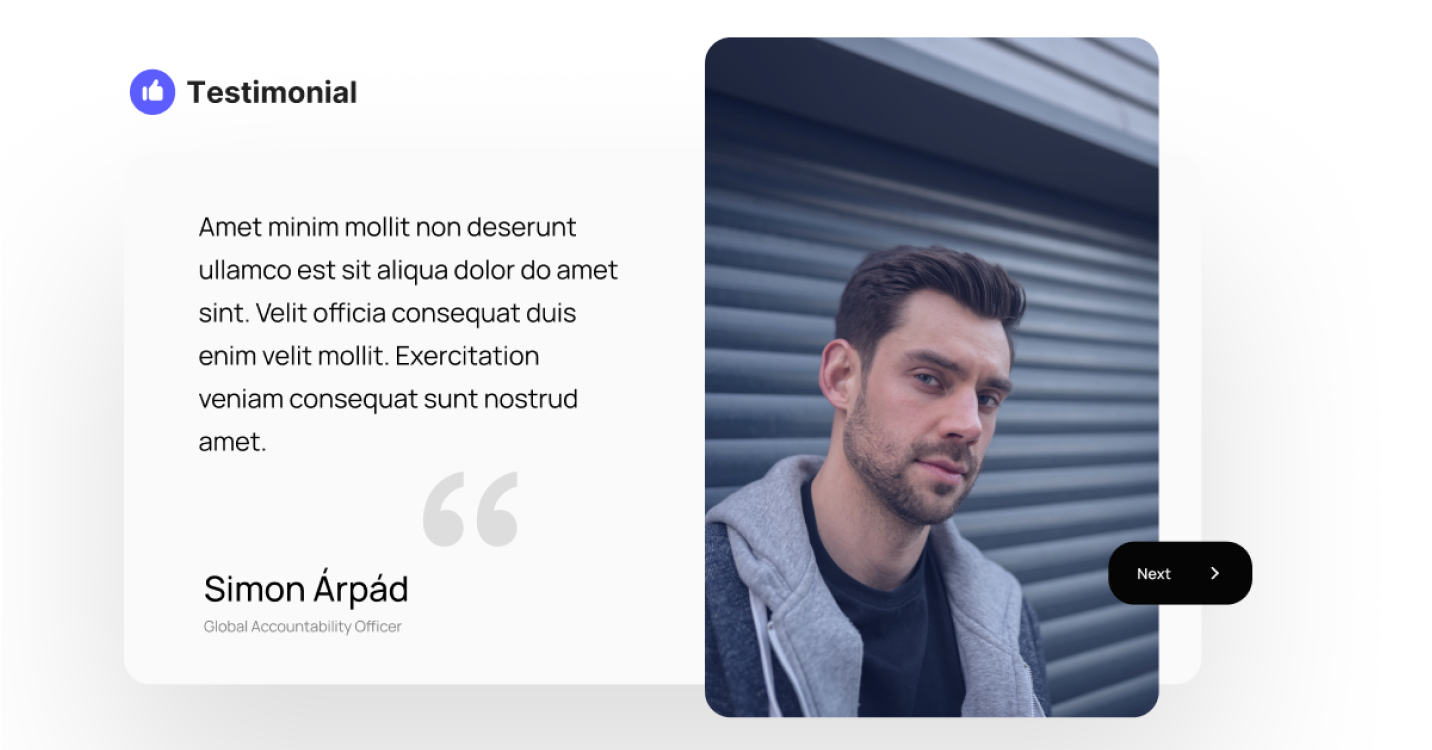 Testimonial
Amet minim mollit non deserunt
ullamco est sit aliqua dolor do amet
sint. Velit officia consequat duis
enim velit mollit. Exercitation
veniam consequat sunt nostrud
amet.
“
Simon Árpád
Global Accountability Officer
Next